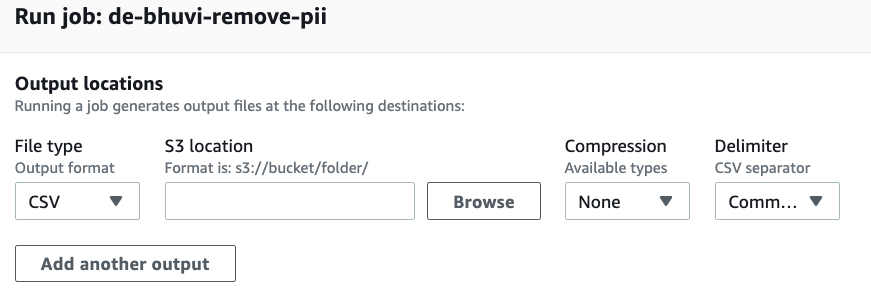 Run job: de-bhuvi-remove-pii
Output locations
Running a job generates output files at the following destinations:
File type S3 location Compression Delimiter
Output format Format is: s3://bucket/folder/ Available types CSV separator
CSV Browse None Comm...
Add another output